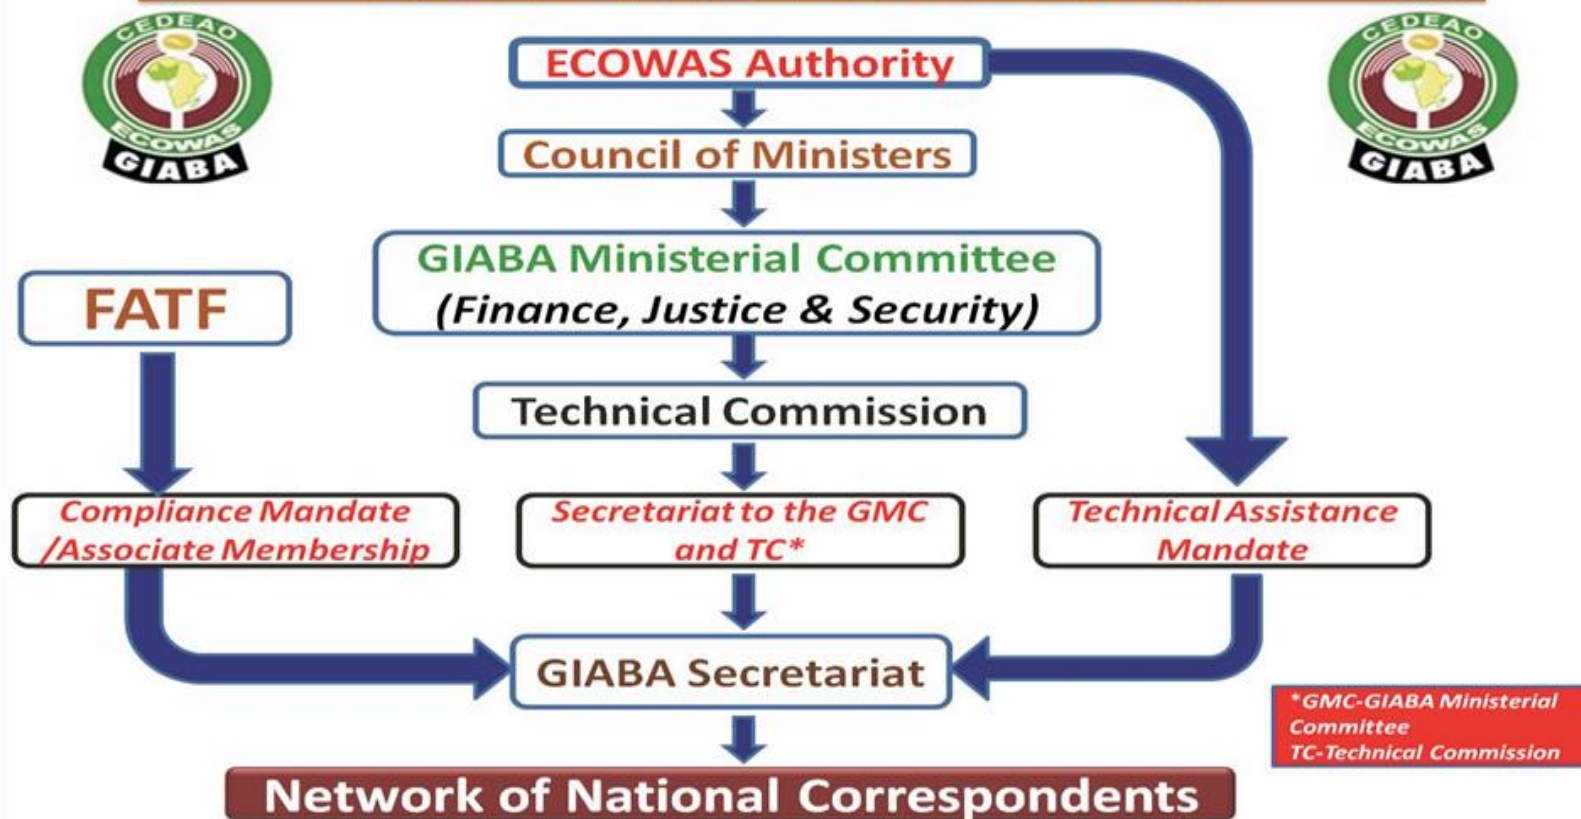 CEDEAO
ECOWAS
GIABA
CEDEAO
ECOWAS
GIABA
ECOWAS Authority
Council of Ministers
GIABA Ministerial Committee
(Finance, Justice & Security)
FATF
Technical Commission
Compliance Mandate
/Associate Membership
Secretariat to the GMC
and TC*
Technical Assistance
Mandate
GIABA Secretariat
*GMC-GIABA Ministerial
Committee
TC-Technical Commission
Network of National Correspondents